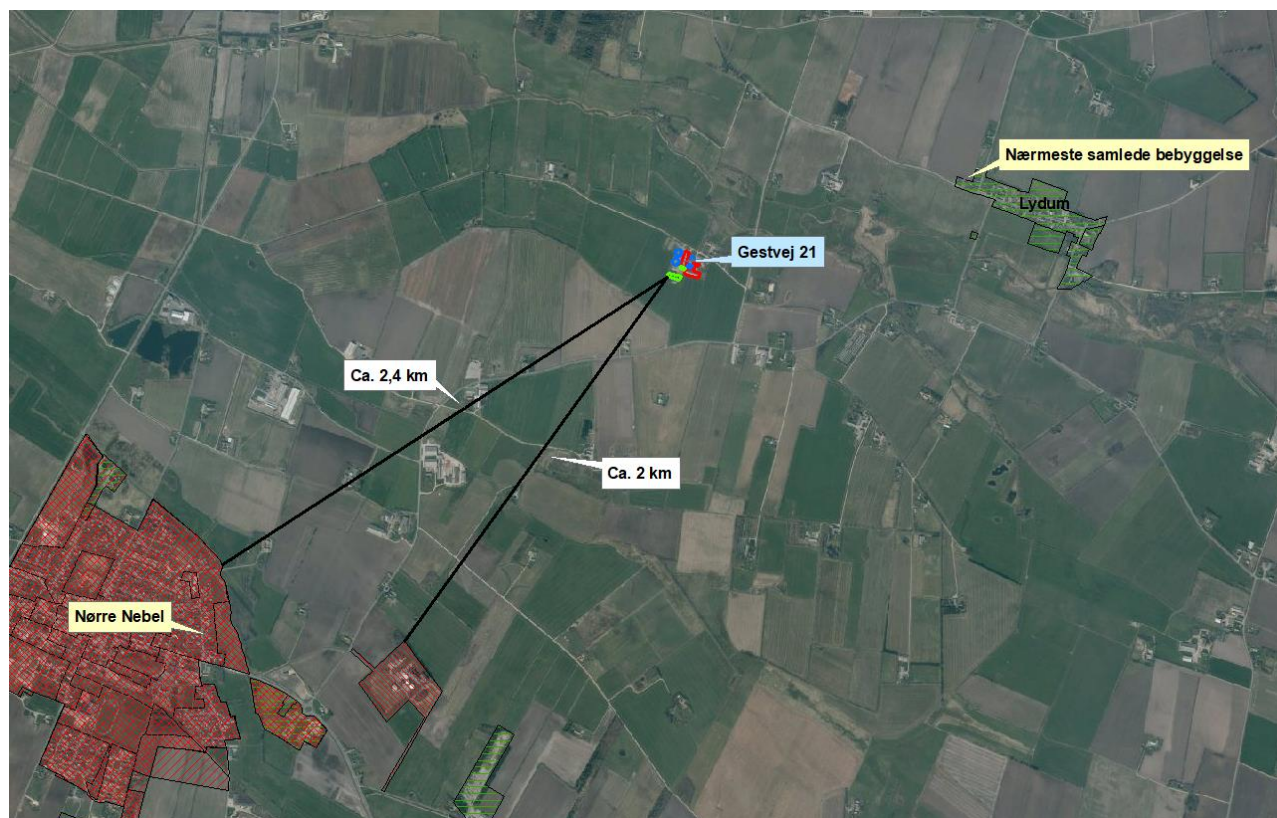 Nærmeste samlede bebyggelse
Lydum
Gestvej 21
Ca. 2,4 km
Ca. 2 km
Nørre Nebel